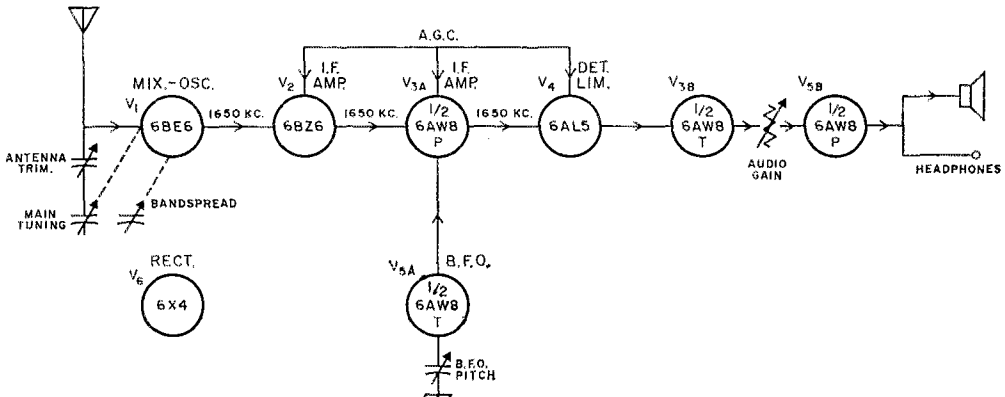 A.G.C.
MIX.-OSC.
V1
6BE6
1650 KC.
V2
I.F.
AMP.
6BZ6
1650 KC.
V3A
I.F.
AMP.
1/2
6AW8
P
1650 KC.
V4
DET.
LIM.
6AL5
V3B
1/2
6AW8
T
AUDIO
GAIN
V5B
1/2
6AW8
P
HEADPHONES
ANTENNA
TRIM.
MAIN
TUNING
BANDSPREAD
RECT.
V6
6X4
V5A
B.F.O.
1/2
6AW8
T
B.F.O.
PITCH